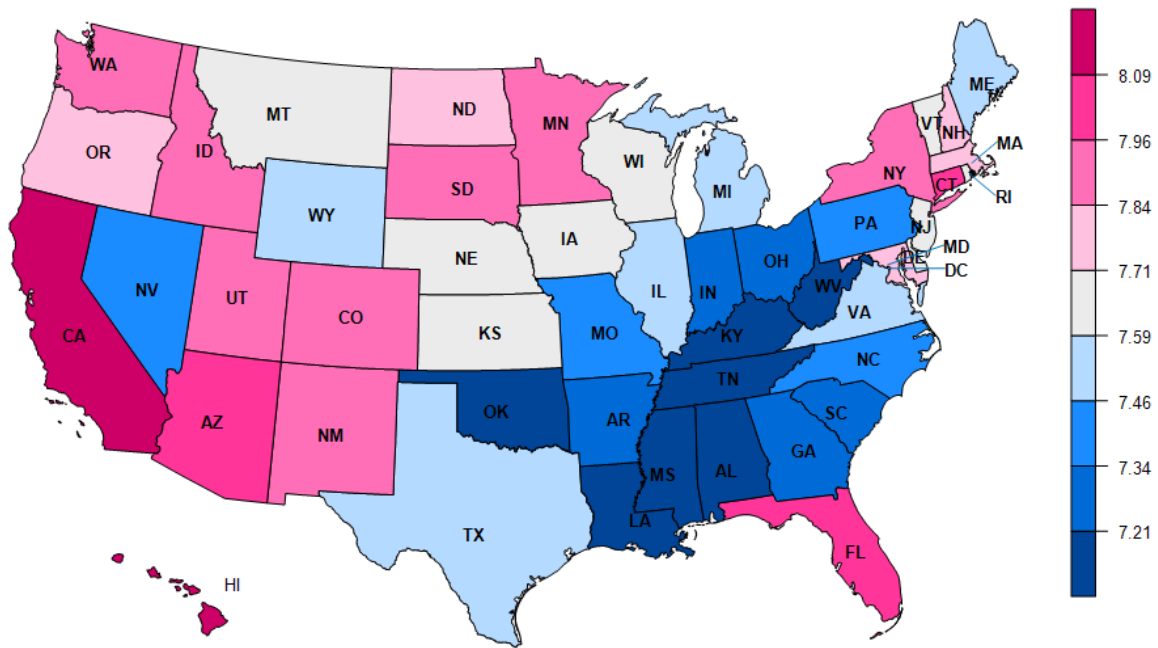 WA
MT
ND
MN
ME
8.09
VT
NH
MA
7.96
OR
ID
SD
WI
MI
NY
CT
RI
7.84
WY
NE
IA
PA
NJ
MD
DE
DC
7.71
NV
UT
CO
KS
MO
IL
IN
OH
WV
VA
7.59
CA
KY
NC
7.46
AZ
NM
OK
AR
TN
SC
7.34
MS
AL
GA
7.21
TX
LA
FL
HI